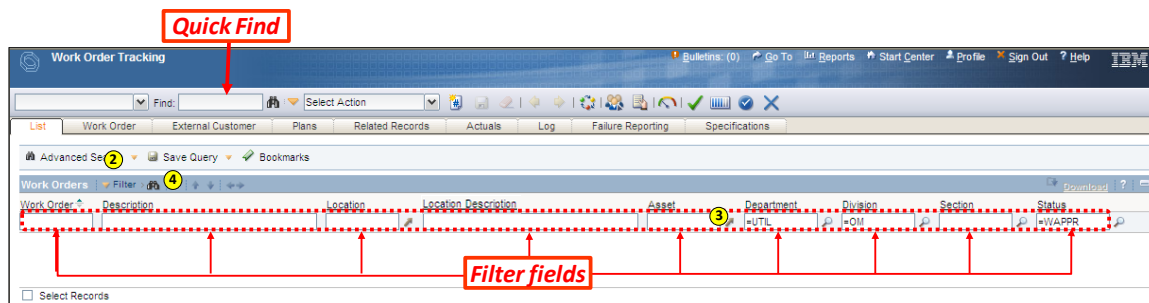 Quick Find
Work Order Tracking
Bulletins: (0) Go To Reports Start Center Profile Sign Out ? Help IBM
Find: Select Action
List Work Order External Customer Plans Related Records Actuals Log Failure Reporting Specifications
Advanced Se 2 Save Query Bookmarks
Work Orders Filter 4 Download ?
Work Order Description Location Location Description Asset Department Division Section Status
3 =UTIL =OM =WAPPR
Filter fields
Select Records